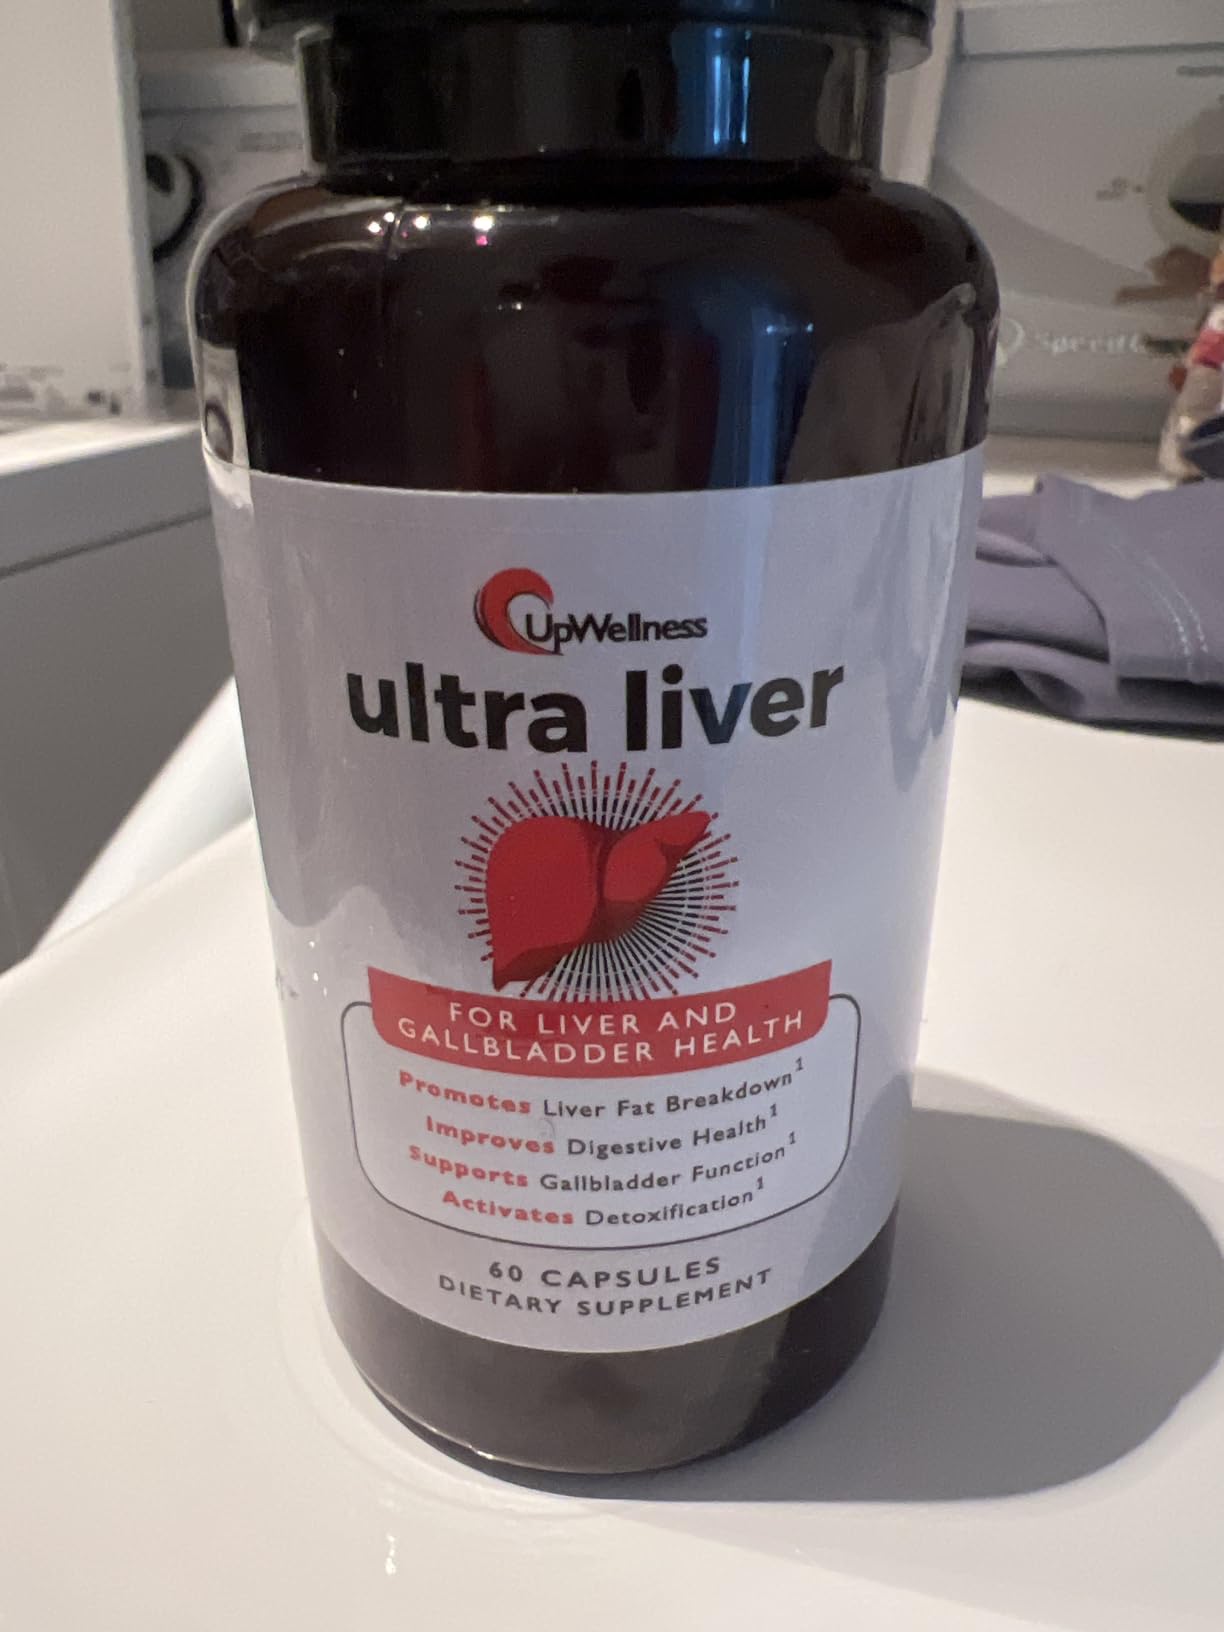 UpWellness
ultra liver
FOR LIVER AND
GALLBLADDER HEALTH
Promotes Liver Fat Breakdown¹
Improves Digestive Health¹
Supports Gallbladder Function¹
Activates Detoxification¹
60 CAPSULES
DIETARY SUPPLEMENT